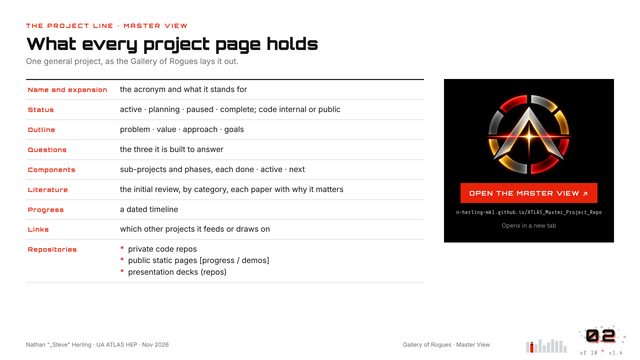 THE PROJECT LINE · MASTER VIEW
What every project page holds
One general project, as the Gallery of Rogues lays it out.
Name and expansion the acronym and what it stands for
Status active · planning · paused · complete; code internal or public
Outline problem · value · approach · goals
Questions the three it is built to answer
Components sub-projects and phases, each done · active · next
Literature the initial review, by category, each paper with why it matters
Progress a dated timeline
Links which other projects it feeds or draws on
Repositories * private code repos
* public static pages [progress / demos]
* presentation decks (repos)
OPEN THE MASTER VIEW ↗
n-herling-mk1.github.io/ATLAS_Master_Project_Repo
Opens in a new tab
Nathan "„Steve" Herling · UA ATLAS HEP · Nov 2026
Gallery of Rogues · Master View
02